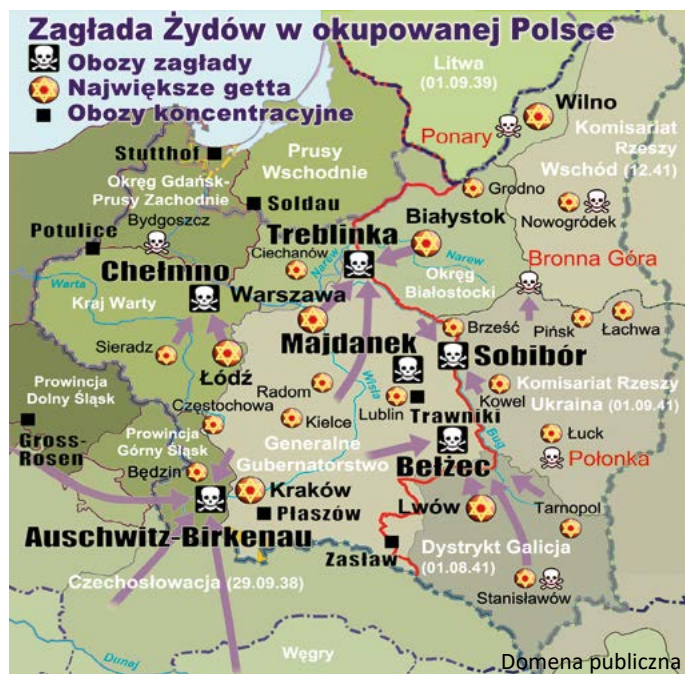 Zagłada Żydów w okupowanej Polsce
Obozy zagłady
Największe getta
Obozy koncentracyjne
Litwa
(01.09.39)
Wilno
Ponary
Komisariat
Rzeszy
Wschód (12.41)
Stutthof
Prusy
Wschodnie
Okręg Gdańsk-
Prusy Zachodnie
Soldau
Grodno
Nowogródek
Bydgoszcz
Białystok
Potulice
Treblinka
Ciechanów
Narew
Narew
Bronna Góra
Chełmno
Okręg
Białostocki
Warta
Kraj Warty
Warszawa
Brześć
Pińsk
Łachwa
Majdanek
Sieradz
Sobibór
Łódź
Prowincja
Dolny Śląsk
Radom
Wisła
Lublin
Kowel
Komisariat Rzeszy
Ukraina (01.09.41)
Częstochowa
Trawniki
Kielce
Gross-
Rosen
Prowincja
Górny Śląsk
Generalne
Gubernatorstwo
Bug
Łuck
Połonka
Będzin
Bełżec
Kraków
Lwów
Płaszów
Tarnopol
Auschwitz-Birkenau
Zasław
Dystrykt Galicja
(01.08.41)
Czechosłowacja (29.09.38)
Stanisławów
Dunaj
Węgry
Domena publiczna